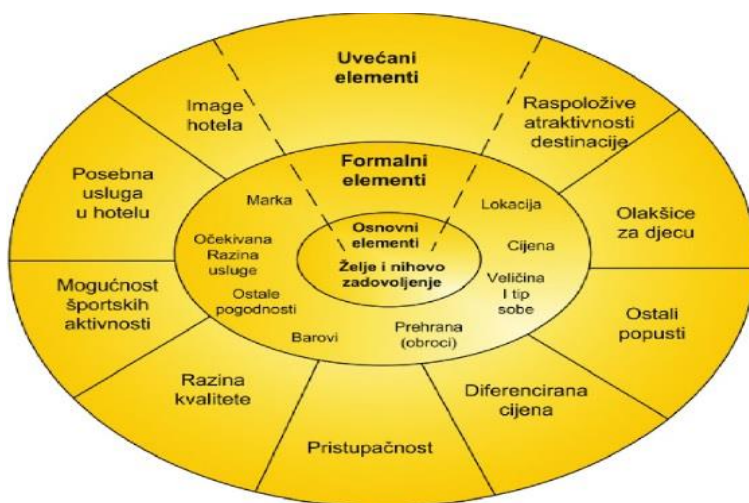 Uvećani
elementi
Image
hotela
Raspoložive
atraktivnosti
destinacije
Posebna
usluga
u hotelu
Olakšice
za djecu
Mogućnost
športskih
aktivnosti
Ostali
popusti
Razina
kvalitete
Diferencirana
cijena
Pristupačnost
Formalni
elementi
Marka
Lokacija
Očekivana
Razina
usluge
Cijena
Ostale
pogodnosti
Veličina
I tip
sobe
Barovi
Prehrana
(obroci)
Osnovni
elementi
Želje i nihovo
zadovoljenje